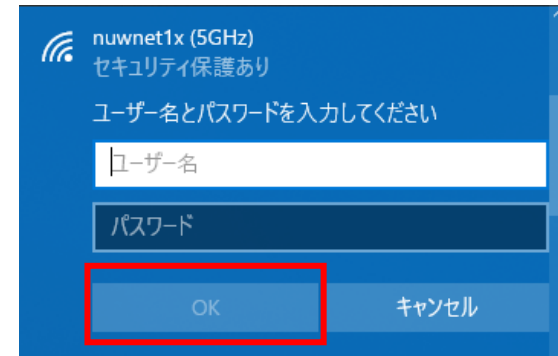 nuwnet1x (5GHz)
セキュリティ保護あり
ユーザー名とパスワードを入力してください
ユーザー名
パスワード
OK キャンセル